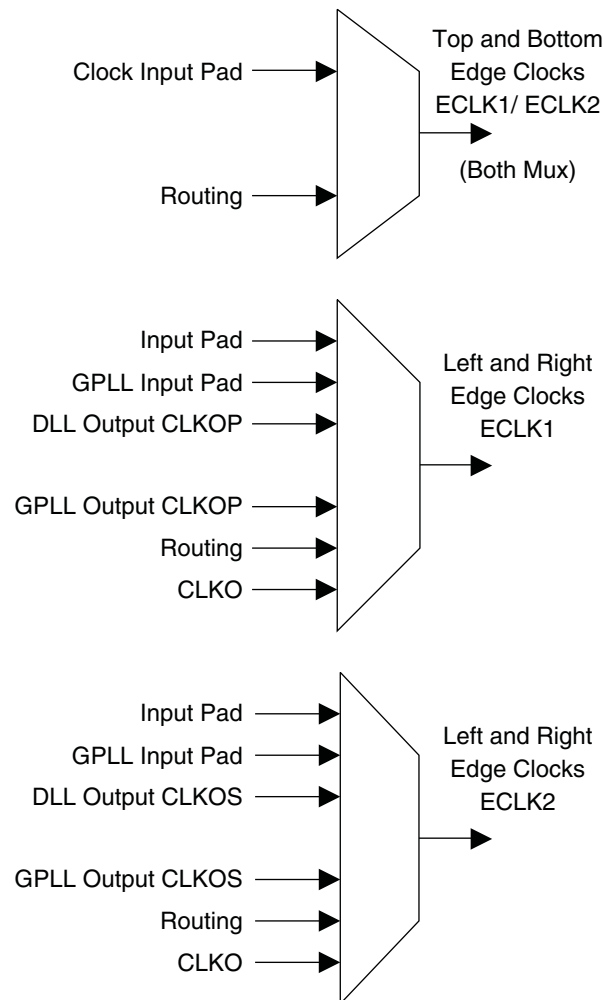 Clock Input Pad
Routing
Top and Bottom
Edge Clocks
ECLK1/ ECLK2
(Both Mux)
Input Pad
GPLL Input Pad
DLL Output CLKOP
GPLL Output CLKOP
Routing
CLKO
Left and Right
Edge Clocks
ECLK1
Input Pad
GPLL Input Pad
DLL Output CLKOS
GPLL Output CLKOS
Routing
CLKO
Left and Right
Edge Clocks
ECLK2